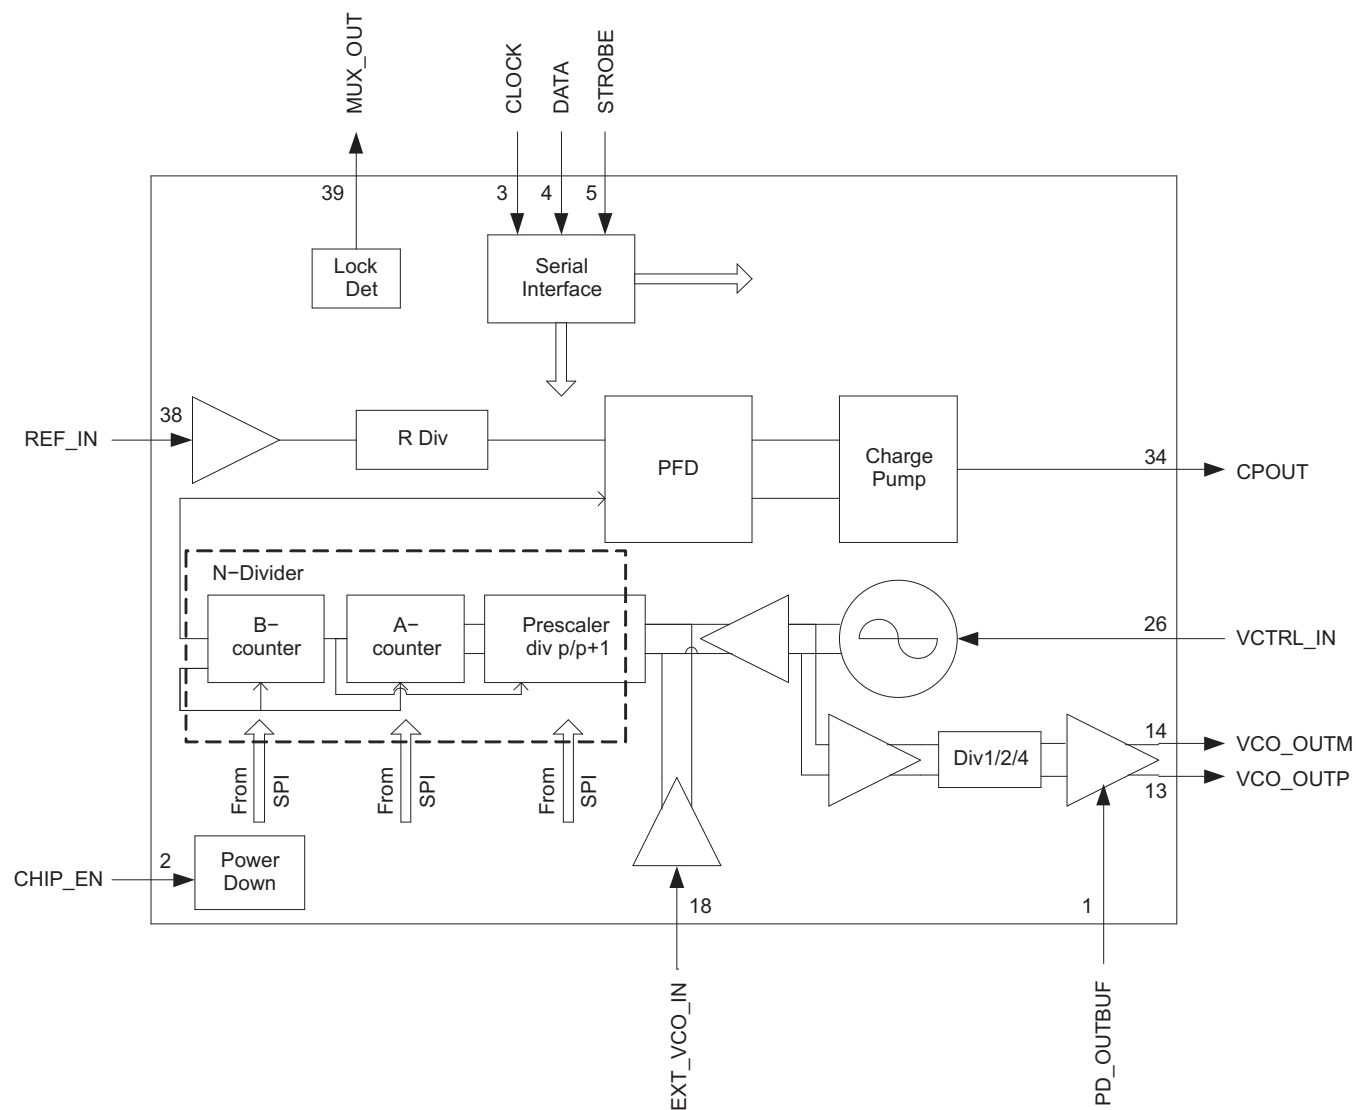 MUX_OUT
CLOCK
DATA
STROBE
39
3
4
5
Lock
Det
Serial
Interface
REF_IN
38
R Div
PFD
Charge
Pump
34
CPOUT
N−Divider
B−
counter
A−
counter
Prescaler
div p/p+1
26
VCTRL_IN
From
SPI
From
SPI
From
SPI
Div1/2/4
14
VCO_OUTM
VCO_OUTP
13
CHIP_EN
2
Power
Down
18
1
EXT_VCO_IN
PD_OUTBUF